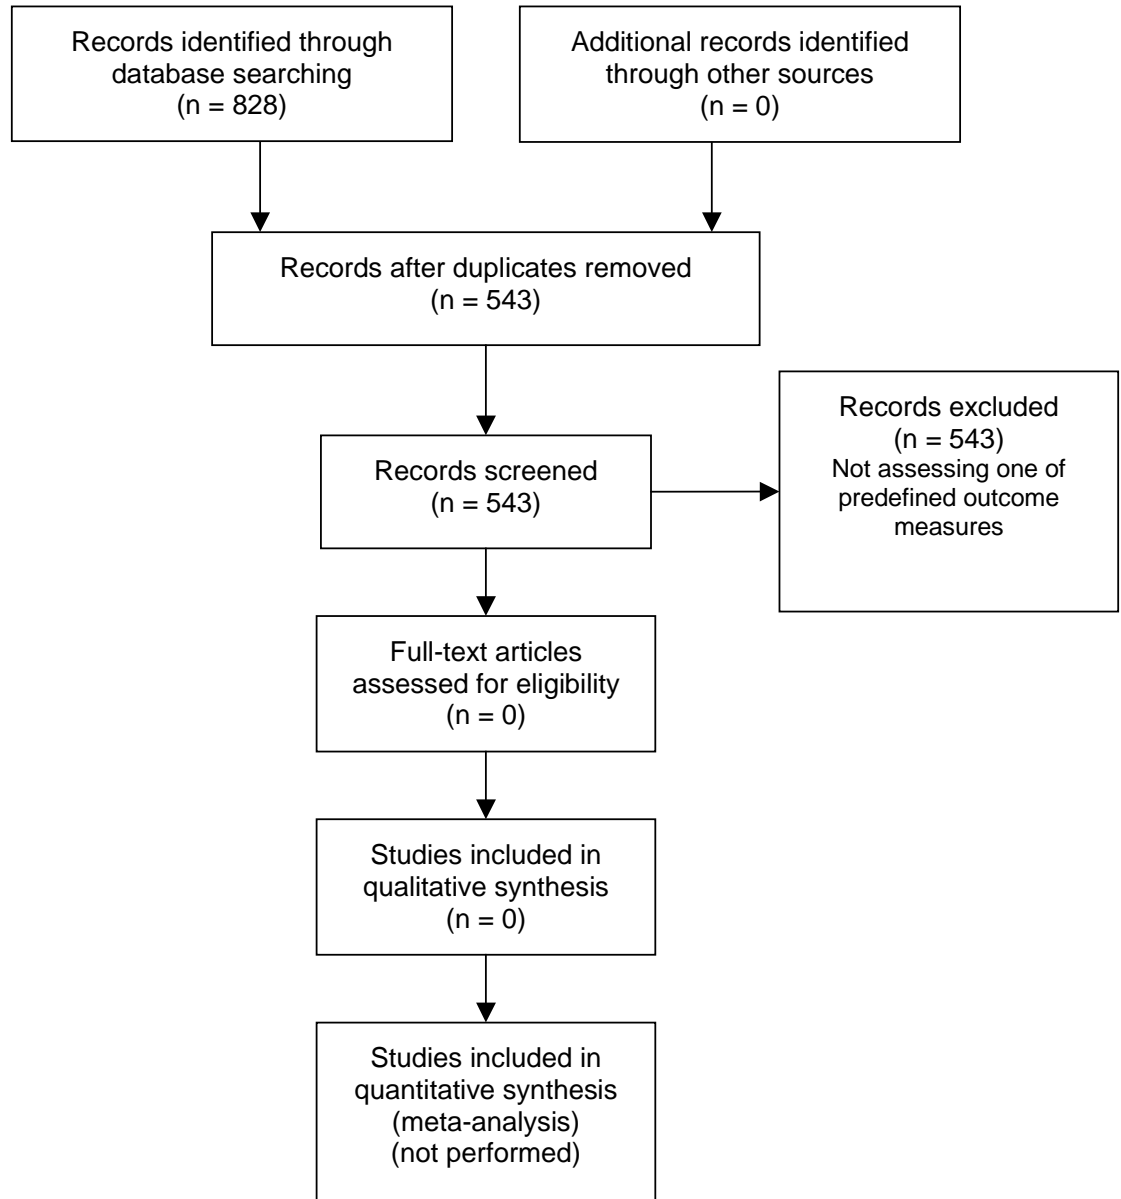 Records identified through
database searching
(n = 828)
Additional records identified
through other sources
(n = 0)
Records after duplicates removed
(n = 543)
Records screened
(n = 543)
Records excluded
(n = 543)
Not assessing one of
predefined outcome
measures
Full-text articles
assessed for eligibility
(n = 0)
Studies included in
qualitative synthesis
(n = 0)
Studies included in
quantitative synthesis
(meta-analysis)
(not performed)